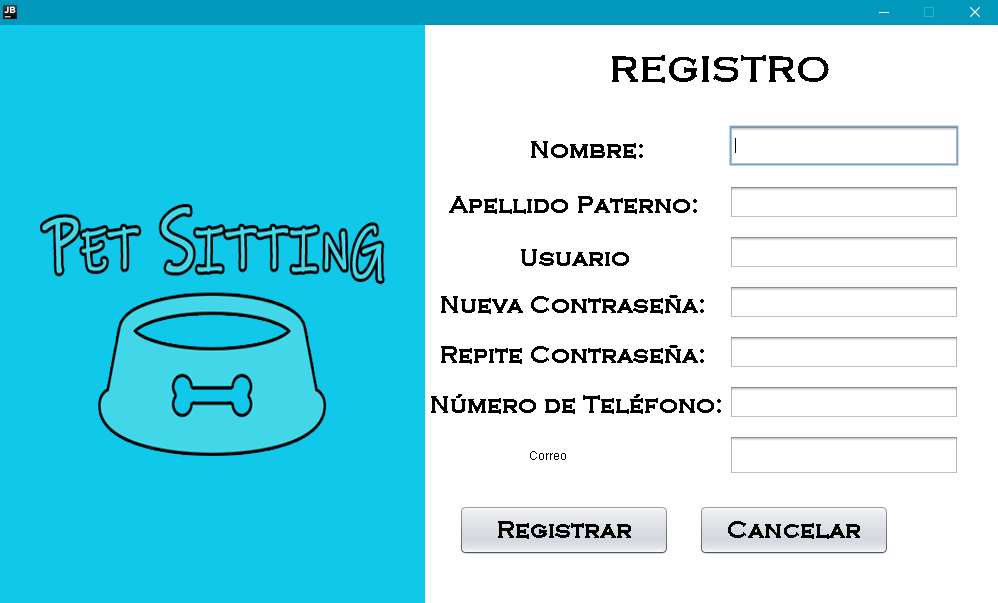 JB
PET SITTING
REGISTRO
NOMBRE:
APELLIDO PATERNO:
USUARIO
NUEVA CONTRASEÑA:
REPITE CONTRASEÑA:
NÚMERO DE TELÉFONO:
Correo
REGISTRAR
CANCELAR